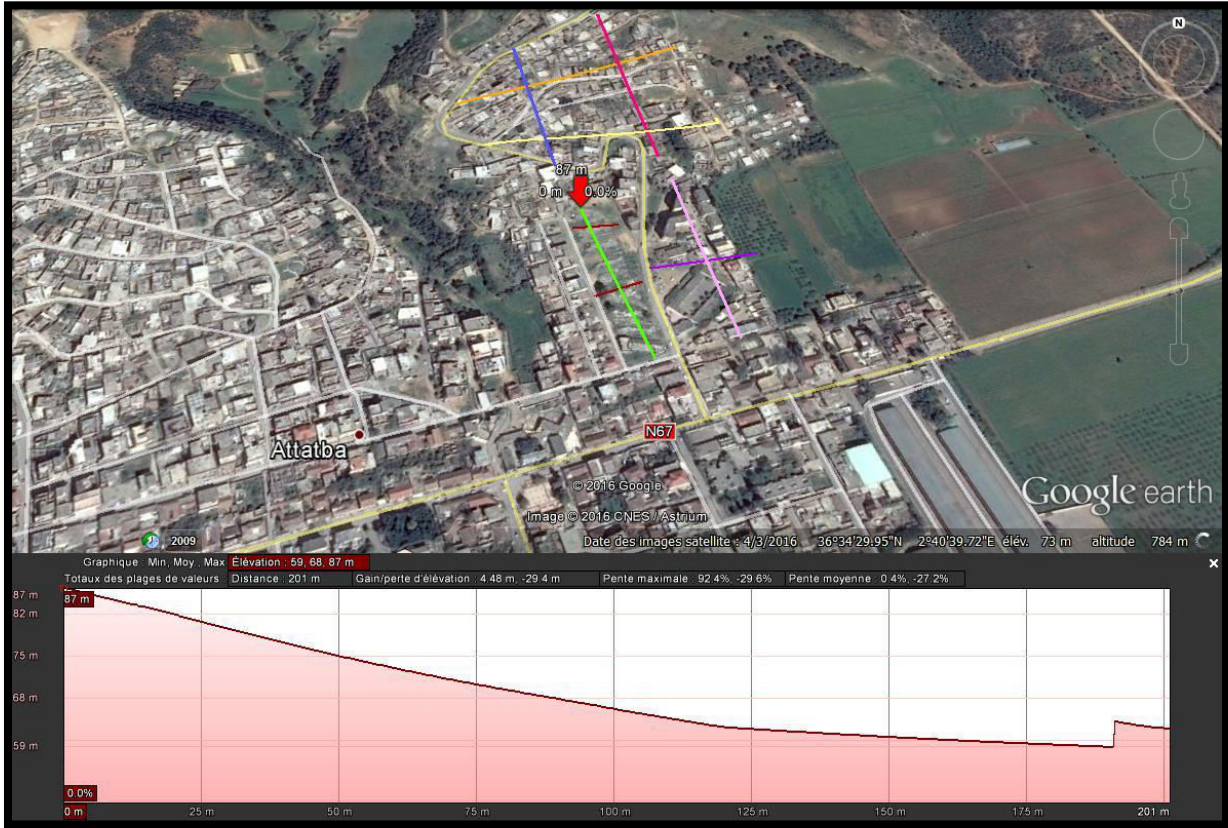 N
87 m
0 m 0.0%
N67
Attatba
© 2016 Google
Image © 2016 CNES / Astrium
Google earth
2009
Date des images satellite : 4/3/2016 36°34'29.95"N 2°40'39.72"E élév. 73 m altitude 784 m
Graphique : Min, Moy., Max Élévation : 59, 68, 87 m
Totaux des plages de valeurs Distance : 201 m Gain/perte d'élévation : 4.48 m, -29.4 m Pente maximale : 92.4%, -29.6% Pente moyenne : 0.4%, -27.2%
87 m
87 m
82 m
75 m
68 m
59 m
0.0%
0 m 25 m 50 m 75 m 100 m 125 m 150 m 175 m 201 m